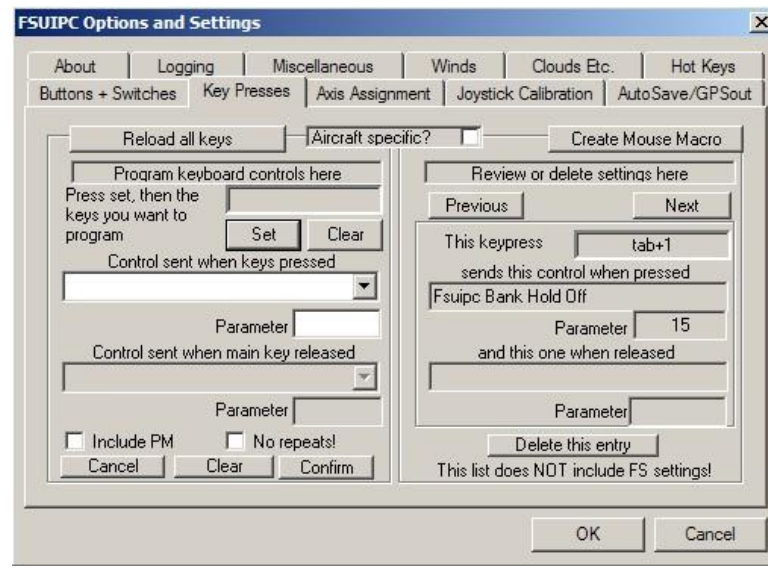 FSUIPC Options and Settings
About Logging Miscellaneous Winds Clouds Etc. Hot Keys
Buttons + Switches Key Presses Axis Assignment Joystick Calibration AutoSave/GPSout
Reload all keys Aircraft specific? Create Mouse Macro
Program keyboard controls here
Press set, then the
keys you want to
program
Set Clear
Control sent when keys pressed
Parameter
Control sent when main key released
Parameter
Include PM No repeats!
Cancel Clear Confirm
Review or delete settings here
Previous Next
This keypress tab+1
sends this control when pressed
Fsuipc Bank Hold Off
Parameter 15
and this one when released
Parameter
Delete this entry
This list does NOT include FS settings!
OK Cancel